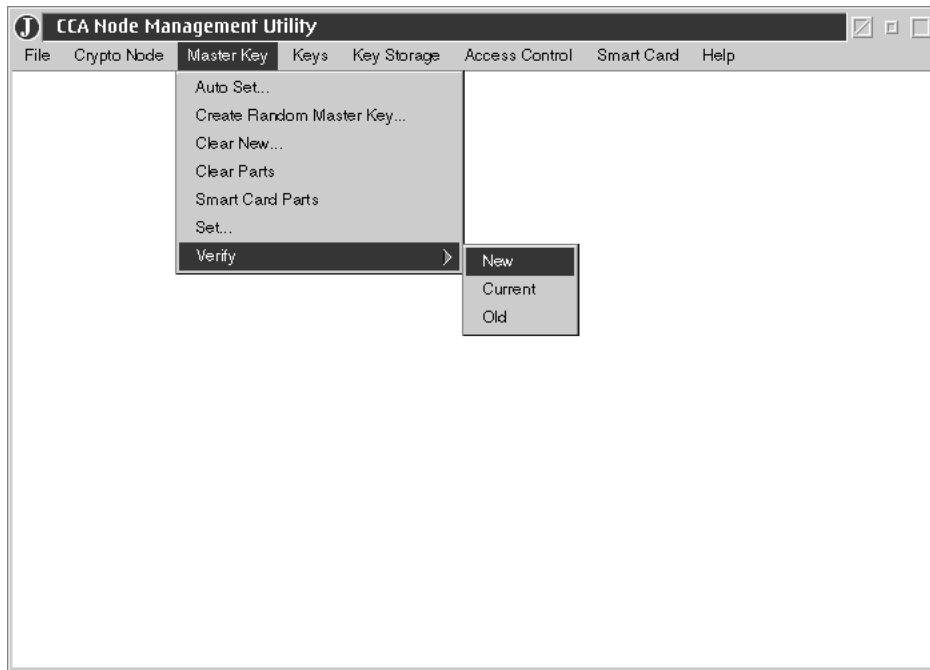 J CCA Node Management Utility
File Crypto Node Master Key Keys Key Storage Access Control Smart Card Help
Auto Set...
Create Random Master Key...
Clear New...
Clear Parts
Smart Card Parts
Set...
Verify
New
Current
Old